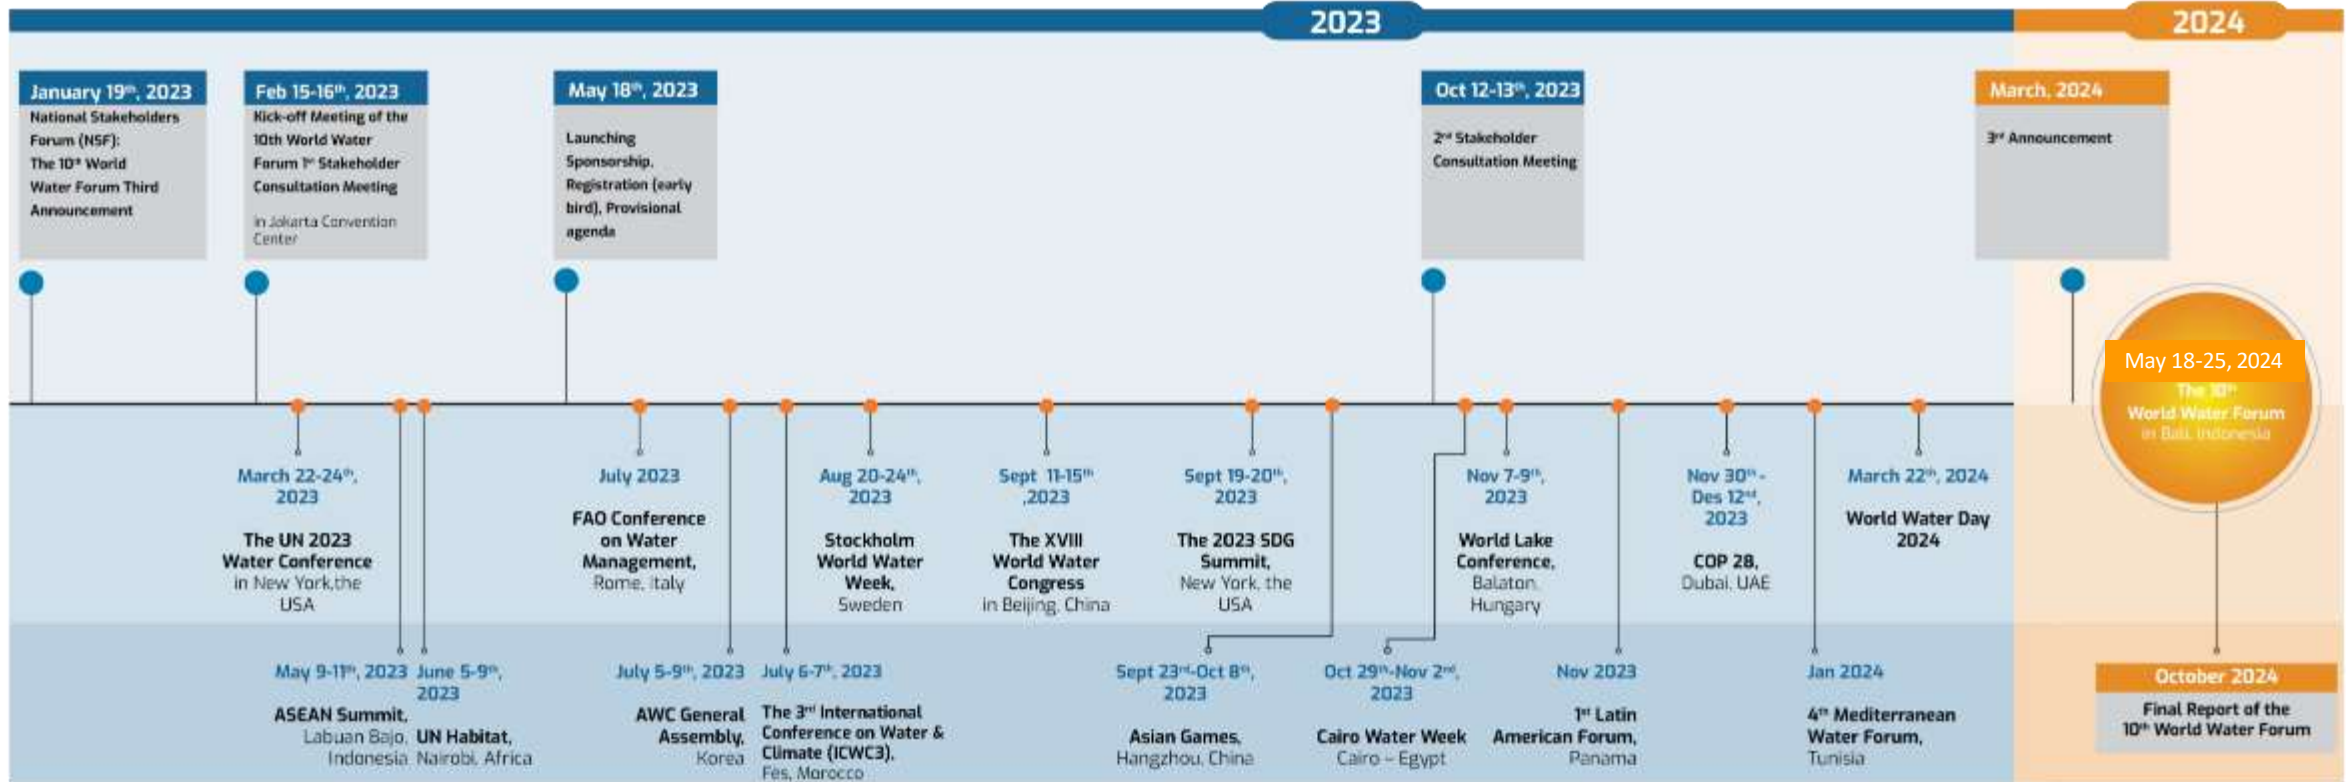 2023
2024
January 19th, 2023
National Stakeholders
Forum (NSF):
The 10th World
Water Forum Third
Announcement
Feb 15-16th, 2023
Kick-off Meeting of the
10th World Water
Forum 1st Stakeholder
Consultation Meeting
in Jakarta Convention
Center
May 18th, 2023
Launching
Sponsorship,
Registration (early
bird), Provisional
agenda
Oct 12-13th, 2023
2nd Stakeholder
Consultation Meeting
March, 2024
3rd Announcement
May 18-25, 2024
The 10th
World Water Forum
in Bali, Indonesia
March 22-24th,
2023
The UN 2023
Water Conference
in New York,the
USA
July 2023
FAO Conference
on Water
Management,
Rome, Italy
Aug 20-24th,
2023
Stockholm
World Water
Week,
Sweden
Sept 11-15th
,2023
The XVIII
World Water
Congress
in Beijing, China
Sept 19-20th,
2023
The 2023 SDG
Summit,
New York, the
USA
Nov 7-9th,
2023
World Lake
Conference,
Balaton,
Hungary
Nov 30th -
Des 12nd,
2023
COP 28,
Dubai, UAE
March 22th, 2024
World Water Day
2024
May 9-11th, 2023
ASEAN Summit,
Labuan Bajo,
Indonesia
June 5-9th,
2023
UN Habitat,
Nairobi, Africa
July 5-9th, 2023
AWC General
Assembly,
Korea
July 6-7th, 2023
The 3rd International
Conference on Water &
Climate (ICWC3),
Fes, Morocco
Sept 23rd-Oct 8th,
2023
Asian Games,
Hangzhou, China
Oct 29th-Nov 2nd,
2023
Cairo Water Week
Cairo – Egypt
Nov 2023
1st Latin
American Forum,
Panama
Jan 2024
4th Mediterranean
Water Forum,
Tunisia
October 2024
Final Report of the
10th World Water Forum